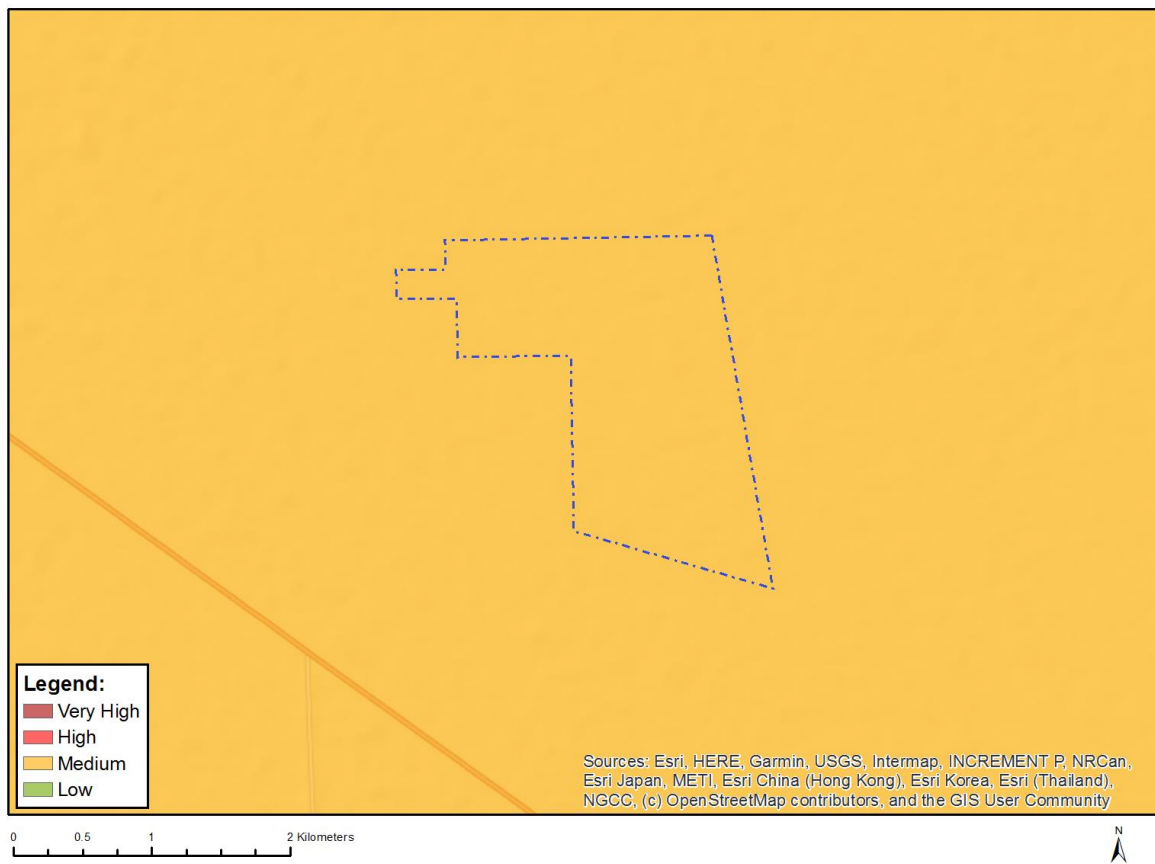 Legend:
Very High
High
Medium
Low
Sources: Esri, HERE, Garmin, USGS, Intermap, INCREMENT P, NRCan,
Esri Japan, METI, Esri China (Hong Kong), Esri Korea, Esri (Thailand),
NGCC, (c) OpenStreetMap contributors, and the GIS User Community
0 0.5 1 2 Kilometers
N